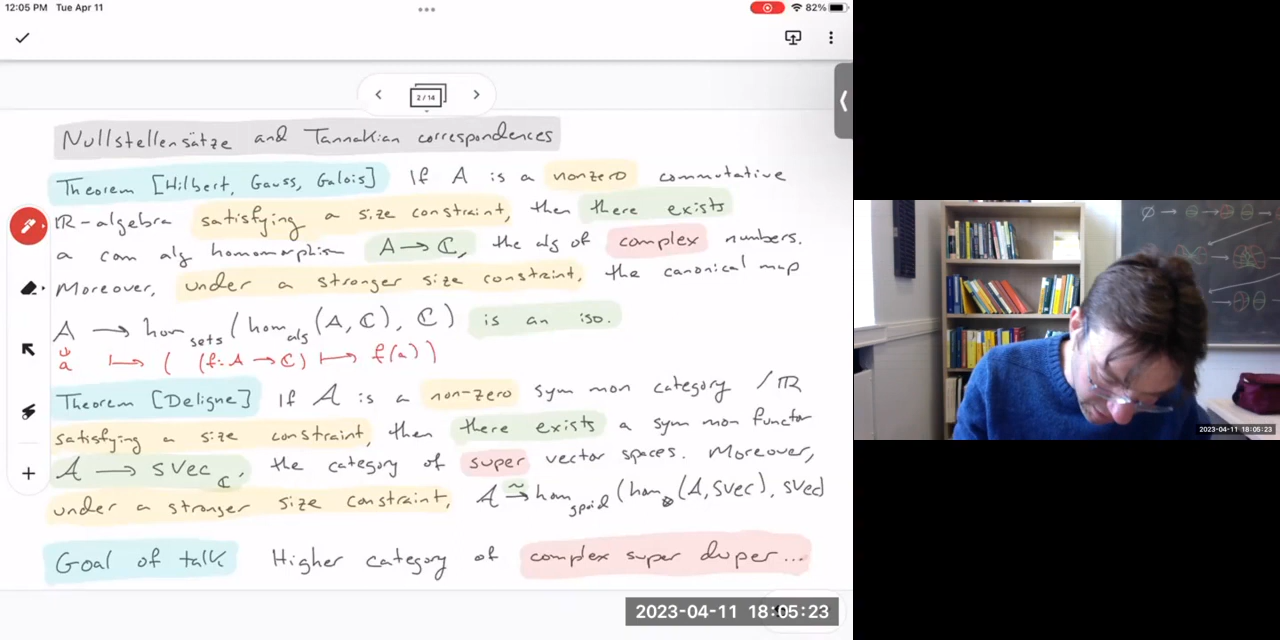 12:05 PM Tue Apr 11
82%
2 / 14
Nullstellensätze and Tannakian correspondences
Theorem [Hilbert, Gauss, Galois] If A is a nonzero commutative
ℝ-algebra satisfying a size constraint, then there exists
a com alg homomorphism A → ℂ, the alg of complex numbers.
Moreover, under a stronger size constraint, the canonical map
A → hom_sets (hom_alg (A, ℂ), ℂ) is an iso.
a ↦ ( (f: A → ℂ) ↦ f(a) )
Theorem [Deligne] If A is a non-zero sym mon category /ℝ
satisfying a size constraint, then there exists a sym mon functor
A → sVec_ℂ, the category of super vector spaces. Moreover,
under a stronger size constraint, A ~→ hom_gpoid (hom_⊗ (A, sVec), sVec)
Goal of talk Higher category of complex super duper...
2023-04-11 18:05:23
2023-04-11 18:05:23